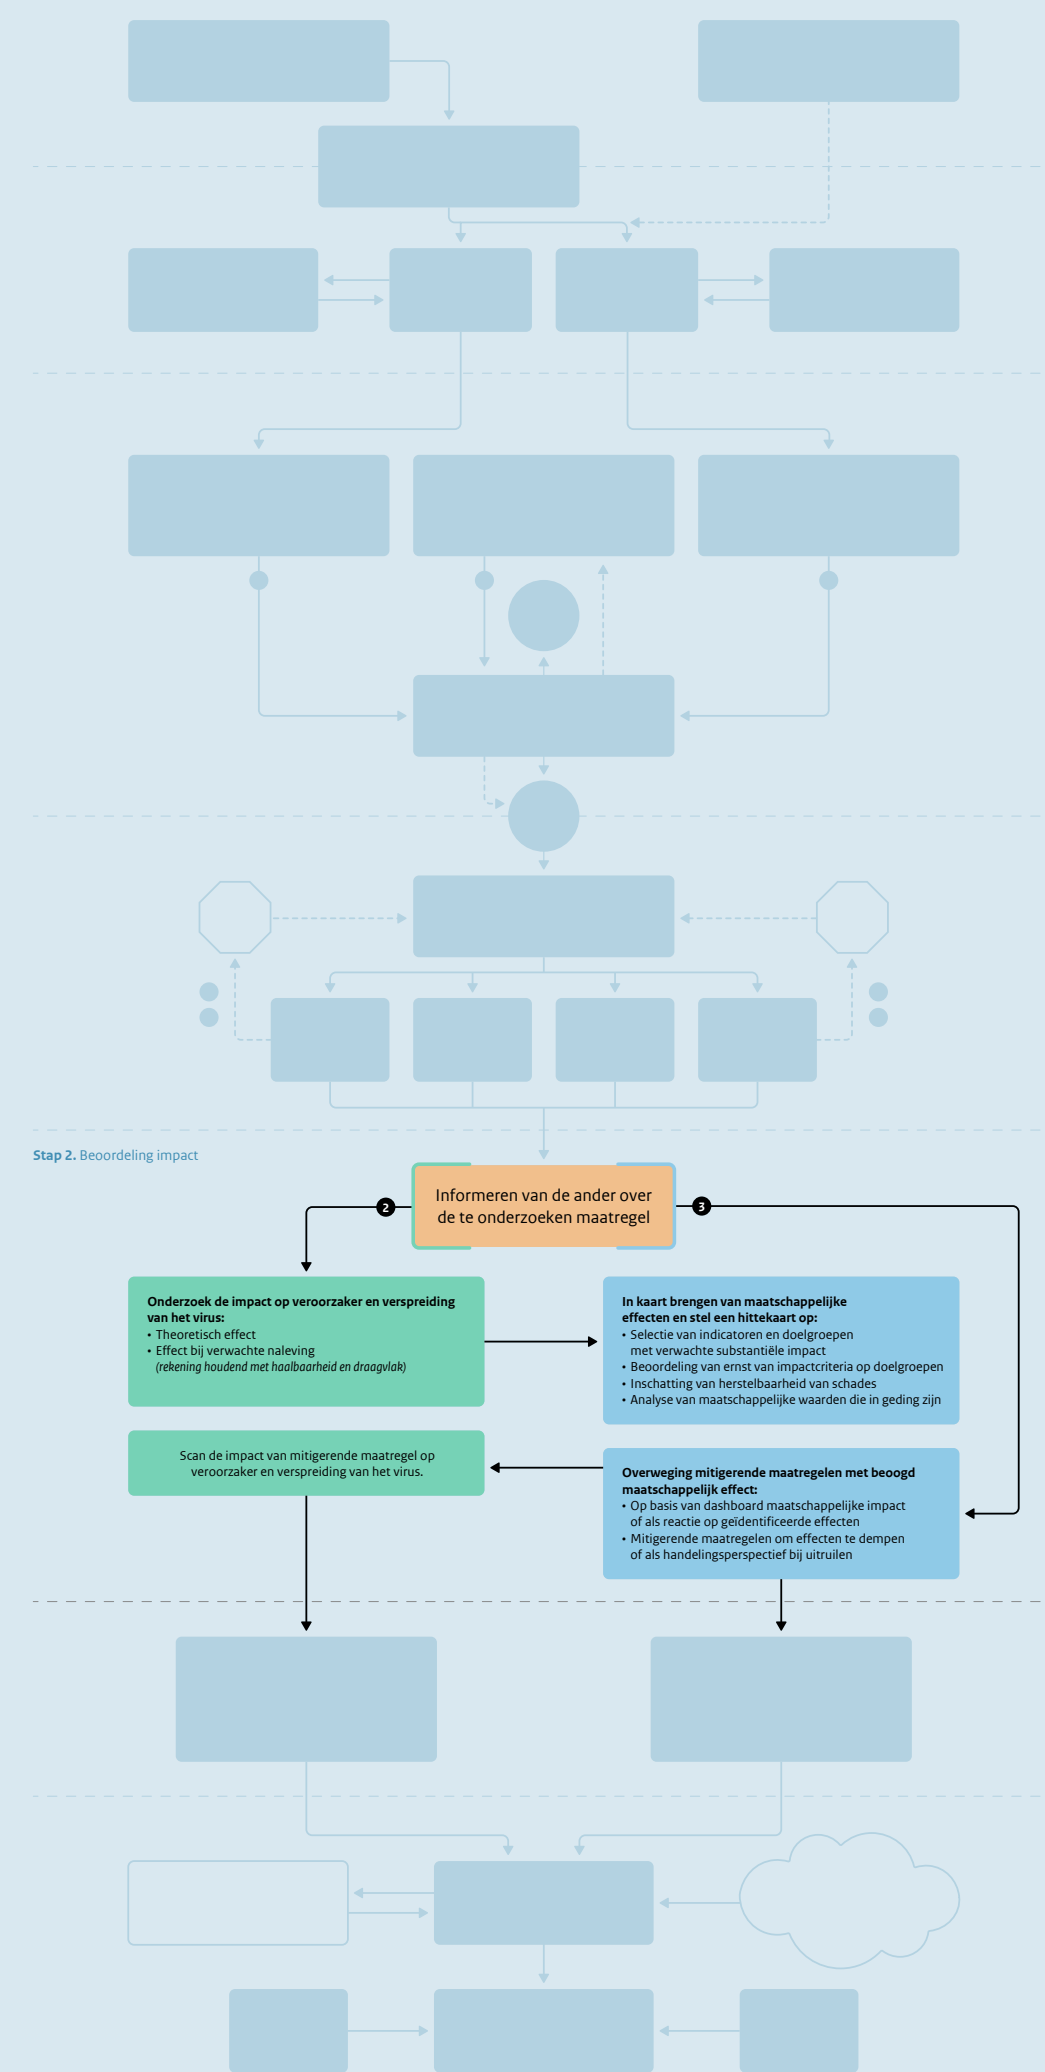 Stap 2. Beoordeling impact
Informeren van de ander over
de te onderzoeken maatregel
2
3
Onderzoek de impact op veroorzaker en verspreiding
van het virus:
• Theoretisch effect
• Effect bij verwachte naleving
(rekening houdend met haalbaarheid en draagvlak)
In kaart brengen van maatschappelijke
effecten en stel een hittekaart op:
• Selectie van indicatoren en doelgroepen
met verwachte substantiële impact
• Beoordeling van ernst van impactcriteria op doelgroepen
• Inschatting van herstelbaarheid van schades
• Analyse van maatschappelijke waarden die in geding zijn
Scan de impact van mitigerende maatregel op
veroorzaker en verspreiding van het virus.
Overweging mitigerende maatregelen met beoogd
maatschappelijk effect:
• Op basis van dashboard maatschappelijke impact
of als reactie op geïdentificeerde effecten
• Mitigerende maatregelen om effecten te dempen
of als handelingsperspectief bij uitruilen